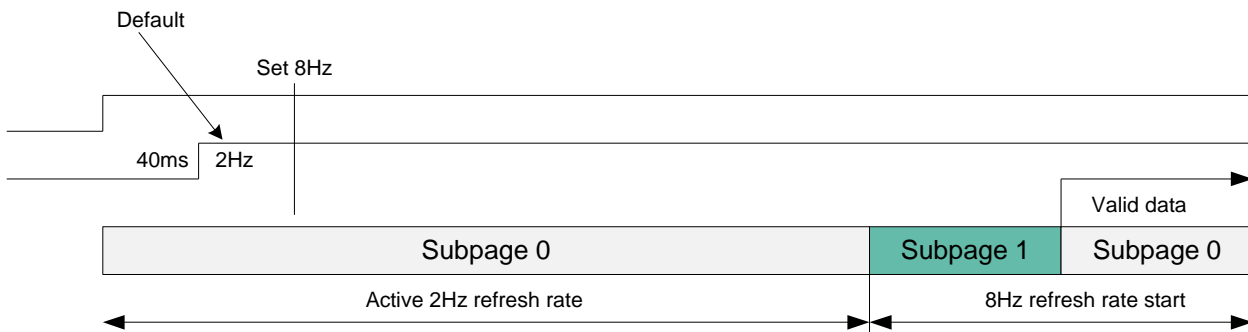 Default
Set 8Hz
40ms
2Hz
Valid data
Subpage 0
Subpage 1
Subpage 0
Active 2Hz refresh rate
8Hz refresh rate start